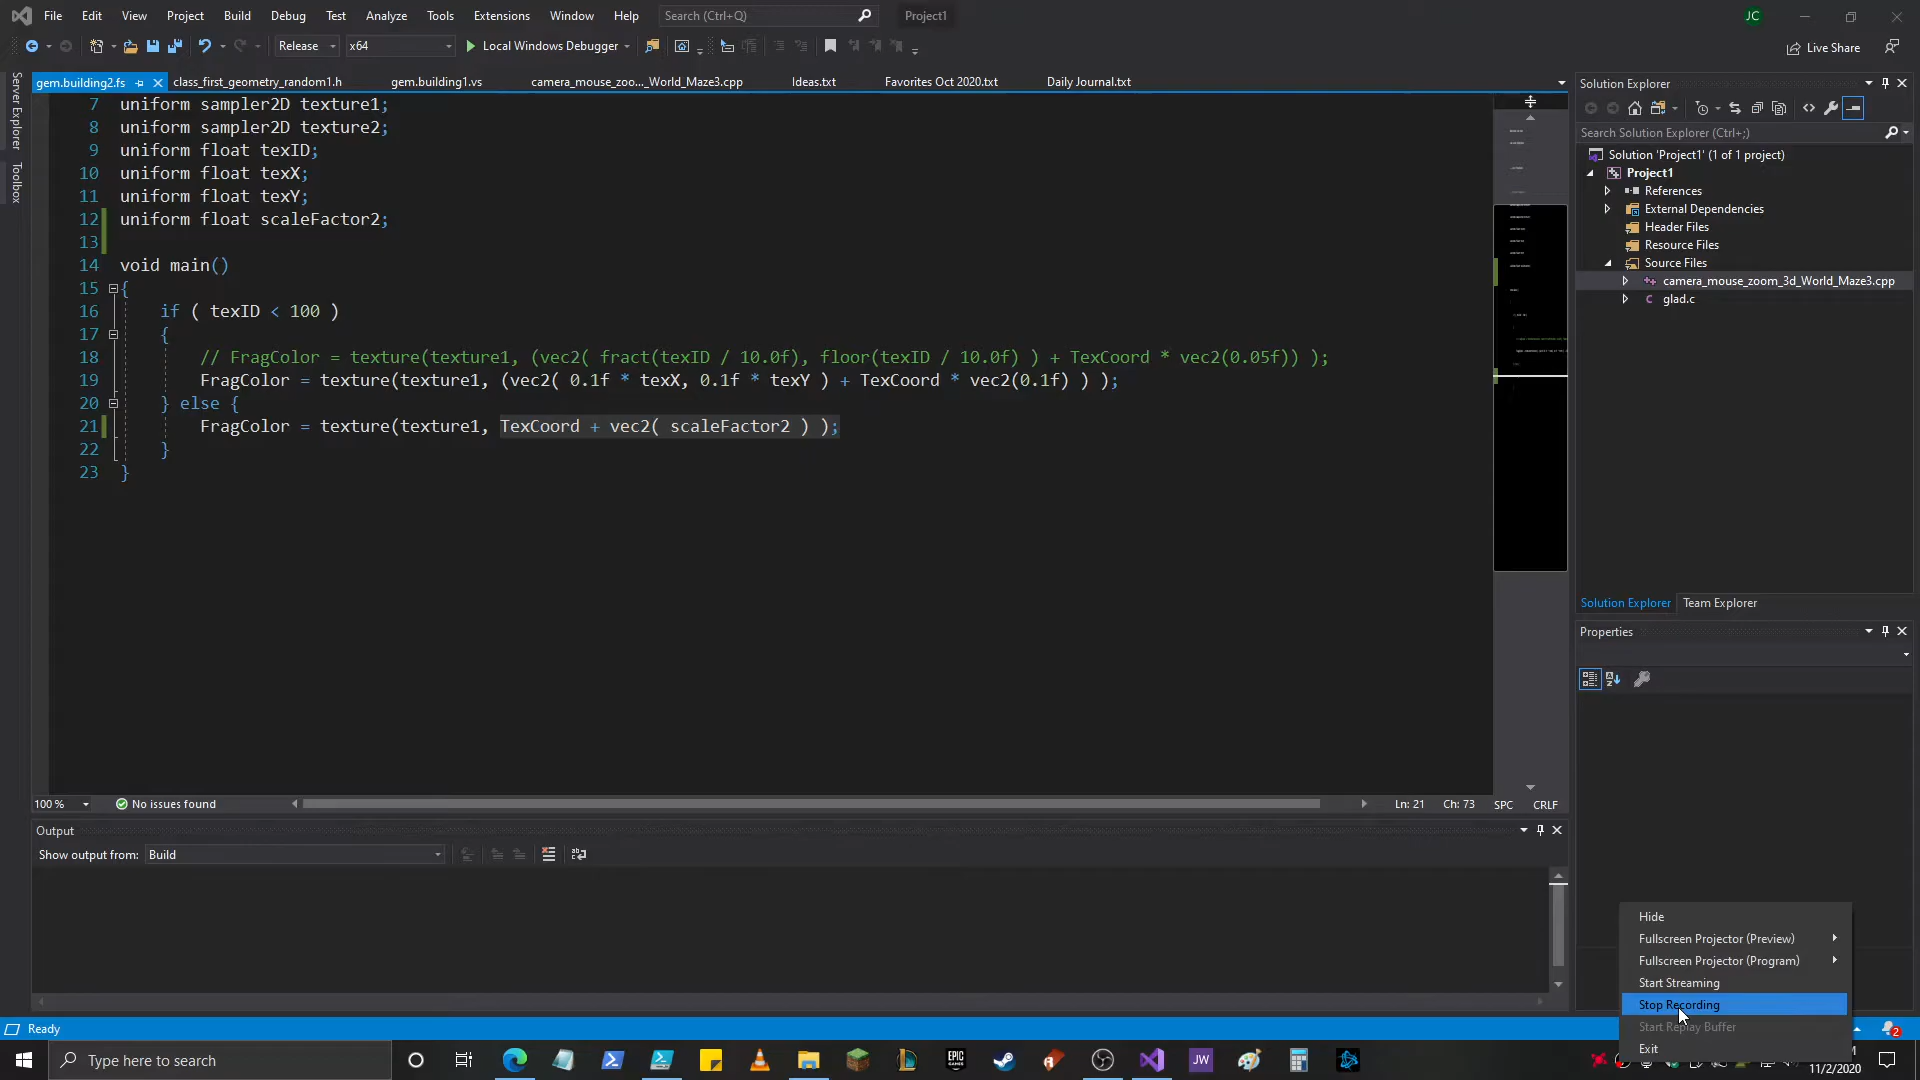 File Edit View Project Build Debug Test Analyze Tools Extensions Window Help Search (Ctrl+Q) Project1 JC
Release x64 Local Windows Debugger Live Share
gem.building2.fs class_first_geometry_random1.h gem.building1.vs camera_mouse_zoo..._World_Maze3.cpp Ideas.txt Favorites Oct 2020.txt Daily Journal.txt
Server Explorer
Toolbox
7 uniform sampler2D texture1;
8 uniform sampler2D texture2;
9 uniform float texID;
10 uniform float texX;
11 uniform float texY;
12 uniform float scaleFactor2;
13
14 void main()
15 {
16 if ( texID < 100 )
17 {
18 // FragColor = texture(texture1, (vec2( fract(texID / 10.0f), floor(texID / 10.0f) ) + TexCoord * vec2(0.05f)) );
19 FragColor = texture(texture1, (vec2( 0.1f * texX, 0.1f * texY ) + TexCoord * vec2(0.1f) ) );
20 } else {
21 FragColor = texture(texture1, TexCoord + vec2( scaleFactor2 ) );
22 }
23 }
100 % No issues found Ln: 21 Ch: 73 SPC CRLF
Output
Show output from: Build
Solution Explorer
Search Solution Explorer (Ctrl+;)
Solution 'Project1' (1 of 1 project)
Project1
References
External Dependencies
Header Files
Resource Files
Source Files
camera_mouse_zoom_3d_World_Maze3.cpp
C glad.c
Solution Explorer Team Explorer
Properties
Hide
Fullscreen Projector (Preview)
Fullscreen Projector (Program)
Start Streaming
Stop Recording
Start Replay Buffer
Exit
Ready 2
Type here to search EPIC GAMES JW
11/2/2020